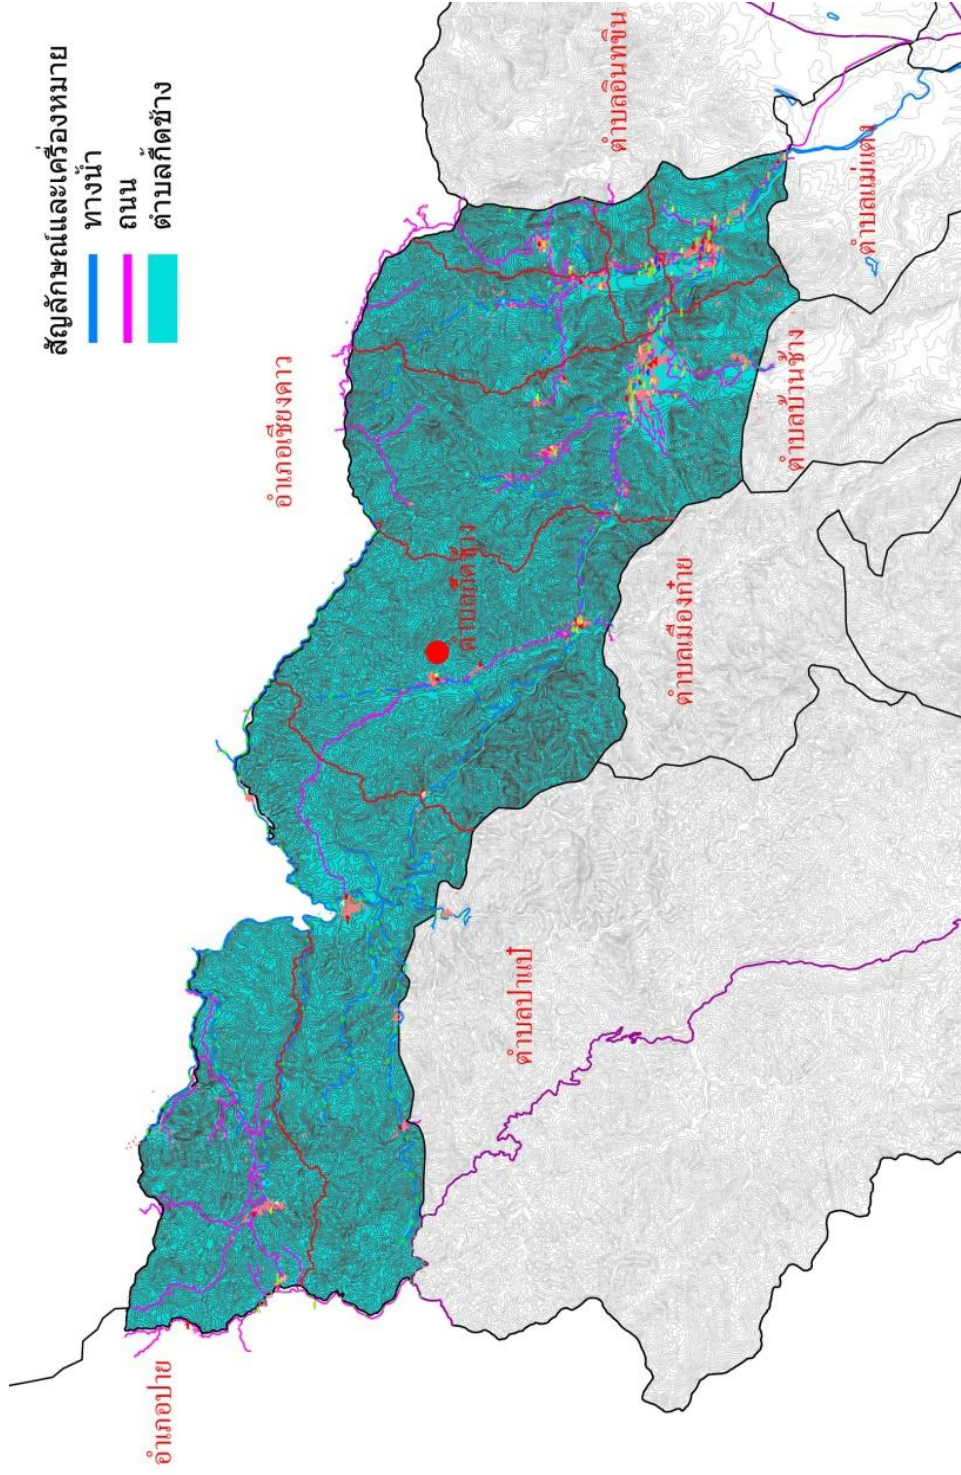 สัญลักษณ์และเครื่องหมาย
ทางน้ำ
ถนน
ตำบลกื้ดช้าง
อำเภอปาย
อำเภอเชียงดาว
ตำบลกื้ดช้าง
ตำบลป่าแป๋
ตำบลเมืองก๋าย
ตำบลบ้านช้าง
ตำบลแม่แตง
ตำบลอินทขิน